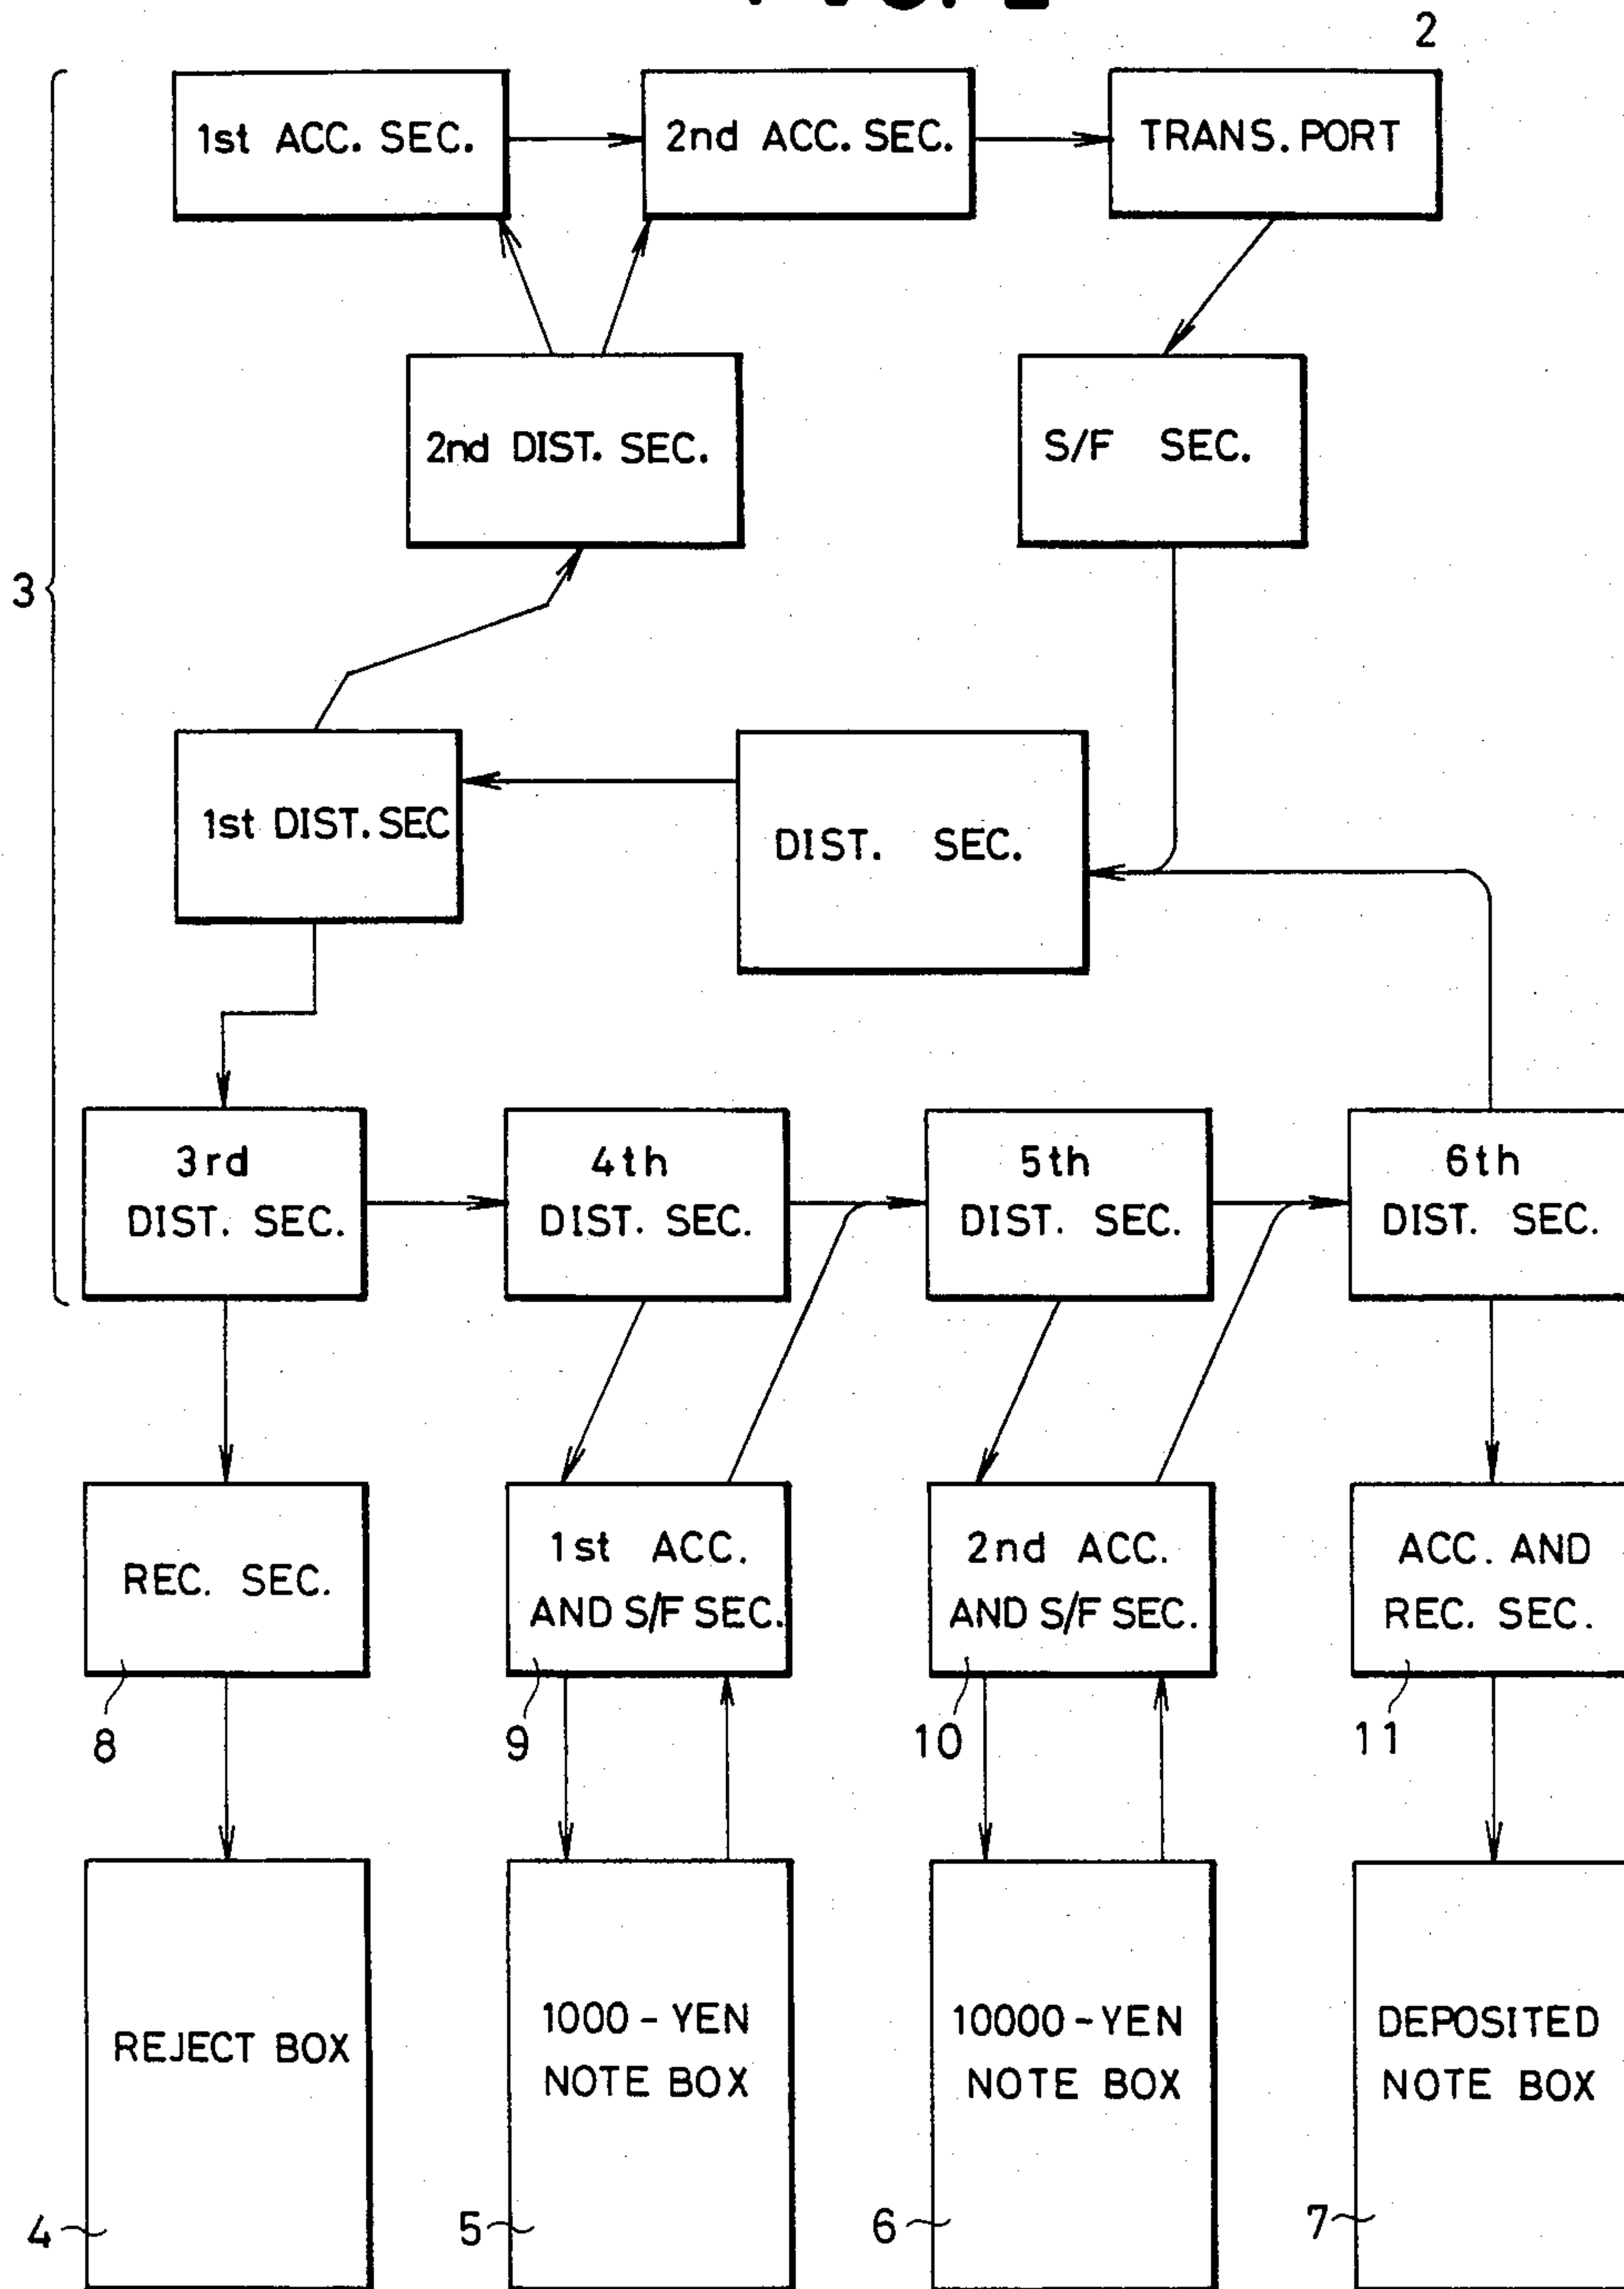 2
1st ACC. SEC.
2nd ACC. SEC.
TRANS. PORT
2nd DIST. SEC.
S/F SEC.
3
1st DIST. SEC
DIST. SEC.
3rd
DIST. SEC.
4th
DIST. SEC.
5th
DIST. SEC.
6th
DIST. SEC.
REC. SEC.
1st ACC.
AND S/F SEC.
2nd ACC.
AND S/F SEC.
ACC. AND
REC. SEC.
8
9
10
11
REJECT BOX
1000-YEN
NOTE BOX
10000-YEN
NOTE BOX
DEPOSITED
NOTE BOX
4
5
6
7